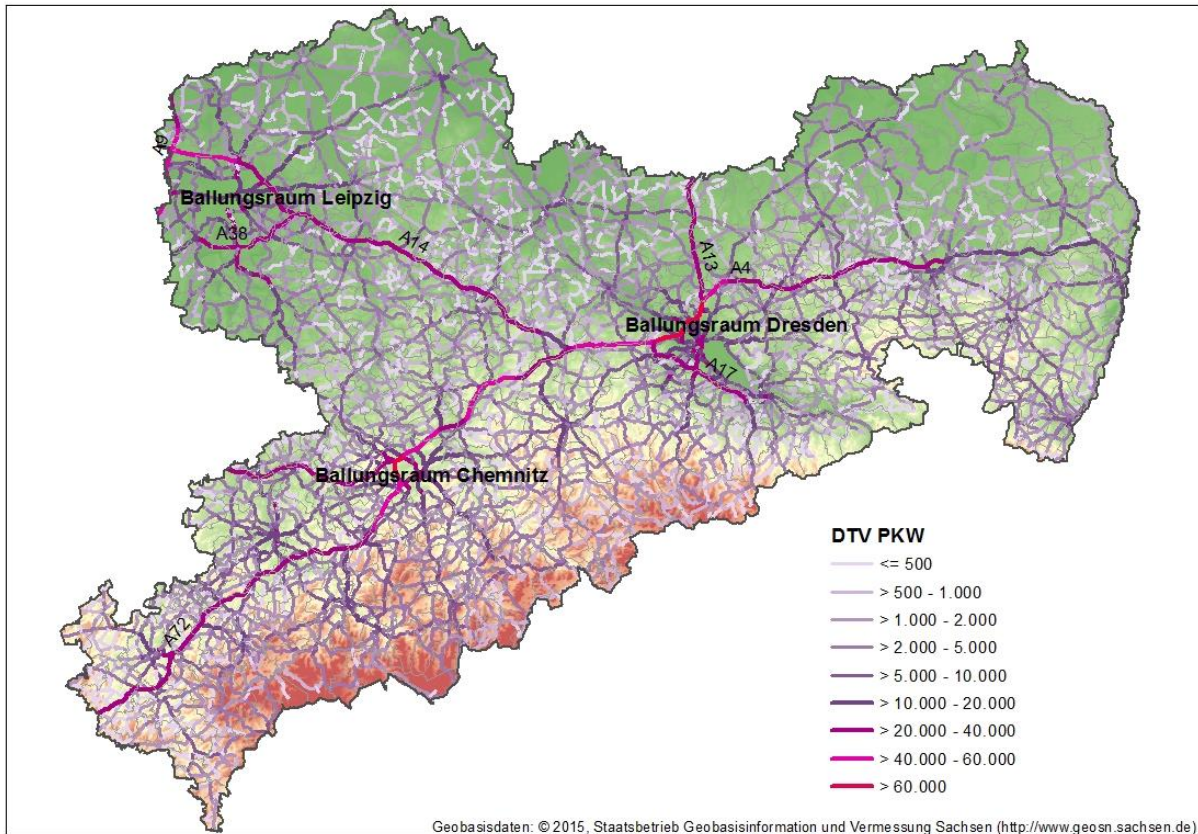 A9
Ballungsraum Leipzig
A38
A14
A13
A4
Ballungsraum Dresden
A17
Ballungsraum Chemnitz
A72
DTV PKW
<= 500
> 500 - 1.000
> 1.000 - 2.000
> 2.000 - 5.000
> 5.000 - 10.000
> 10.000 - 20.000
> 20.000 - 40.000
> 40.000 - 60.000
> 60.000
Geobasisdaten: © 2015, Staatsbetrieb Geobasisinformation und Vermessung Sachsen (http://www.geosn.sachsen.de)